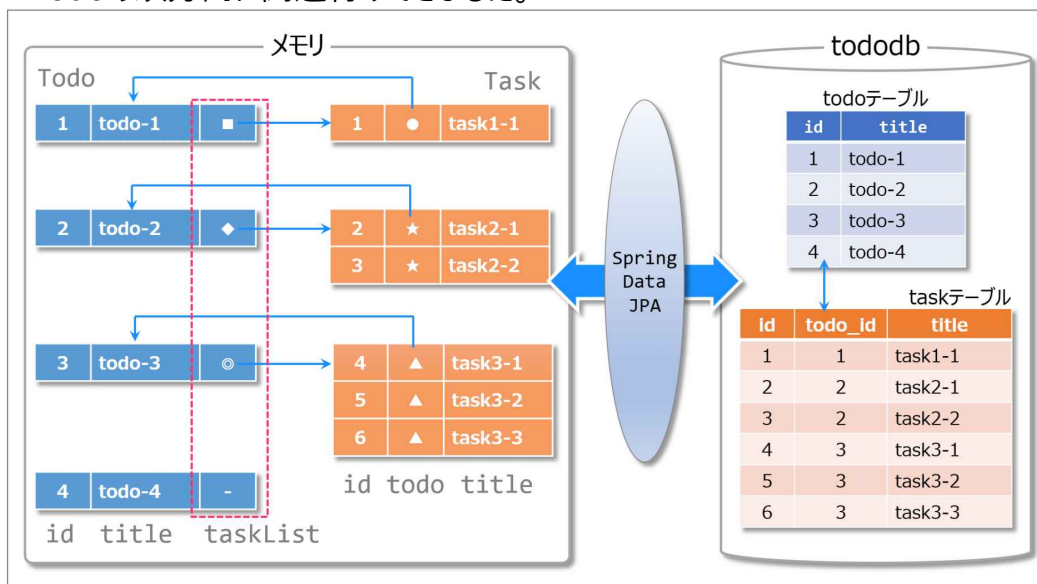 メモリ
Todo
Task
1 todo-1 ■
1 ● task1-1
2 todo-2 ◆
2 ★ task2-1
3 ★ task2-2
3 todo-3 ◎
4 ▲ task3-1
5 ▲ task3-2
6 ▲ task3-3
4 todo-4 -
id title taskList
id todo title
Spring
Data
JPA
tododb
todoテーブル
id title
1 todo-1
2 todo-2
3 todo-3
4 todo-4
taskテーブル
id todo_id title
1 1 task1-1
2 2 task2-1
3 2 task2-2
4 3 task3-1
5 3 task3-2
6 3 task3-3